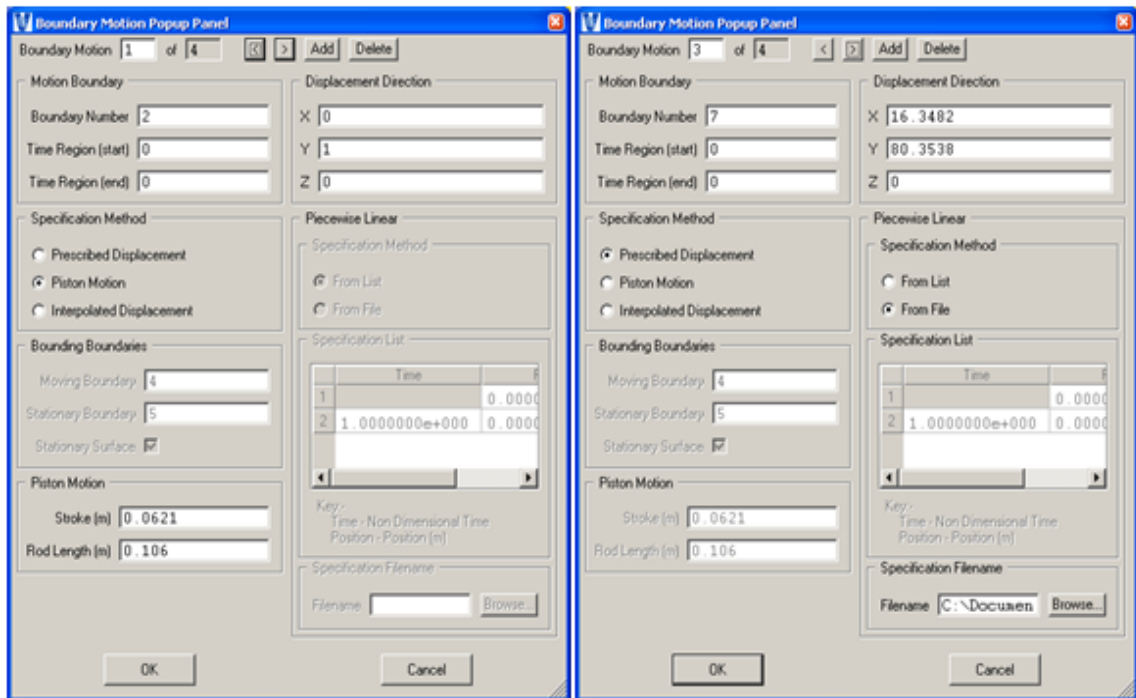 Boundary Motion Popup Panel
Boundary Motion 1 of 4 < > Add Delete
Motion Boundary
Boundary Number 2
Time Region (start) 0
Time Region (end) 0
Displacement Direction
X 0
Y 1
Z 0
Specification Method
Prescribed Displacement
Piston Motion
Interpolated Displacement
Piecewise Linear
Specification Method
From List
From File
Bounding Boundaries
Moving Boundary 4
Stationary Boundary 5
Stationary Surface
Specification List
Time F
1 0.0000
2 1.0000000e+000 0.0000
Key:-
Time - Non Dimensional Time
Position - Position (m)
Piston Motion
Stroke (m) 0.0621
Rod Length (m) 0.106
Specification Filename
Filename Browse...
OK Cancel
Boundary Motion Popup Panel
Boundary Motion 3 of 4 < > Add Delete
Motion Boundary
Boundary Number 7
Time Region (start) 0
Time Region (end) 0
Displacement Direction
X 16.3482
Y 80.3538
Z 0
Specification Method
Prescribed Displacement
Piston Motion
Interpolated Displacement
Piecewise Linear
Specification Method
From List
From File
Bounding Boundaries
Moving Boundary 4
Stationary Boundary 5
Stationary Surface
Specification List
Time F
1 0.0000
2 1.0000000e+000 0.0000
Key:-
Time - Non Dimensional Time
Position - Position (m)
Piston Motion
Stroke (m) 0.0621
Rod Length (m) 0.106
Specification Filename
Filename C:\Documen Browse...
OK Cancel